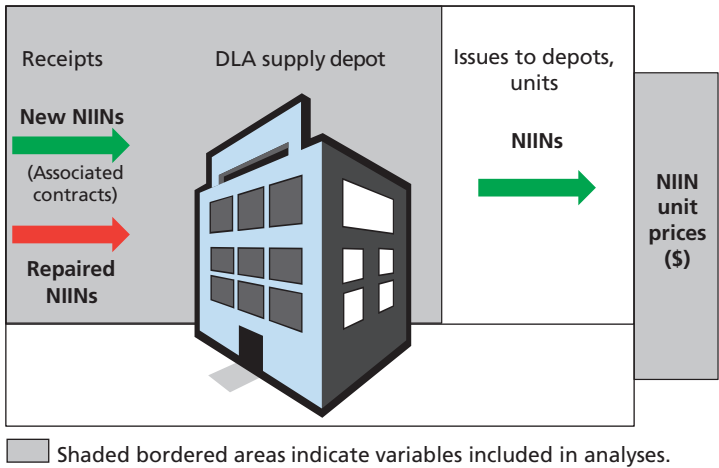 Receipts
DLA supply depot
Issues to depots,
units
New NIINs
(Associated
contracts)
Repaired
NIINs
NIINs
NIIN
unit
prices
($)
Shaded bordered areas indicate variables included in analyses.